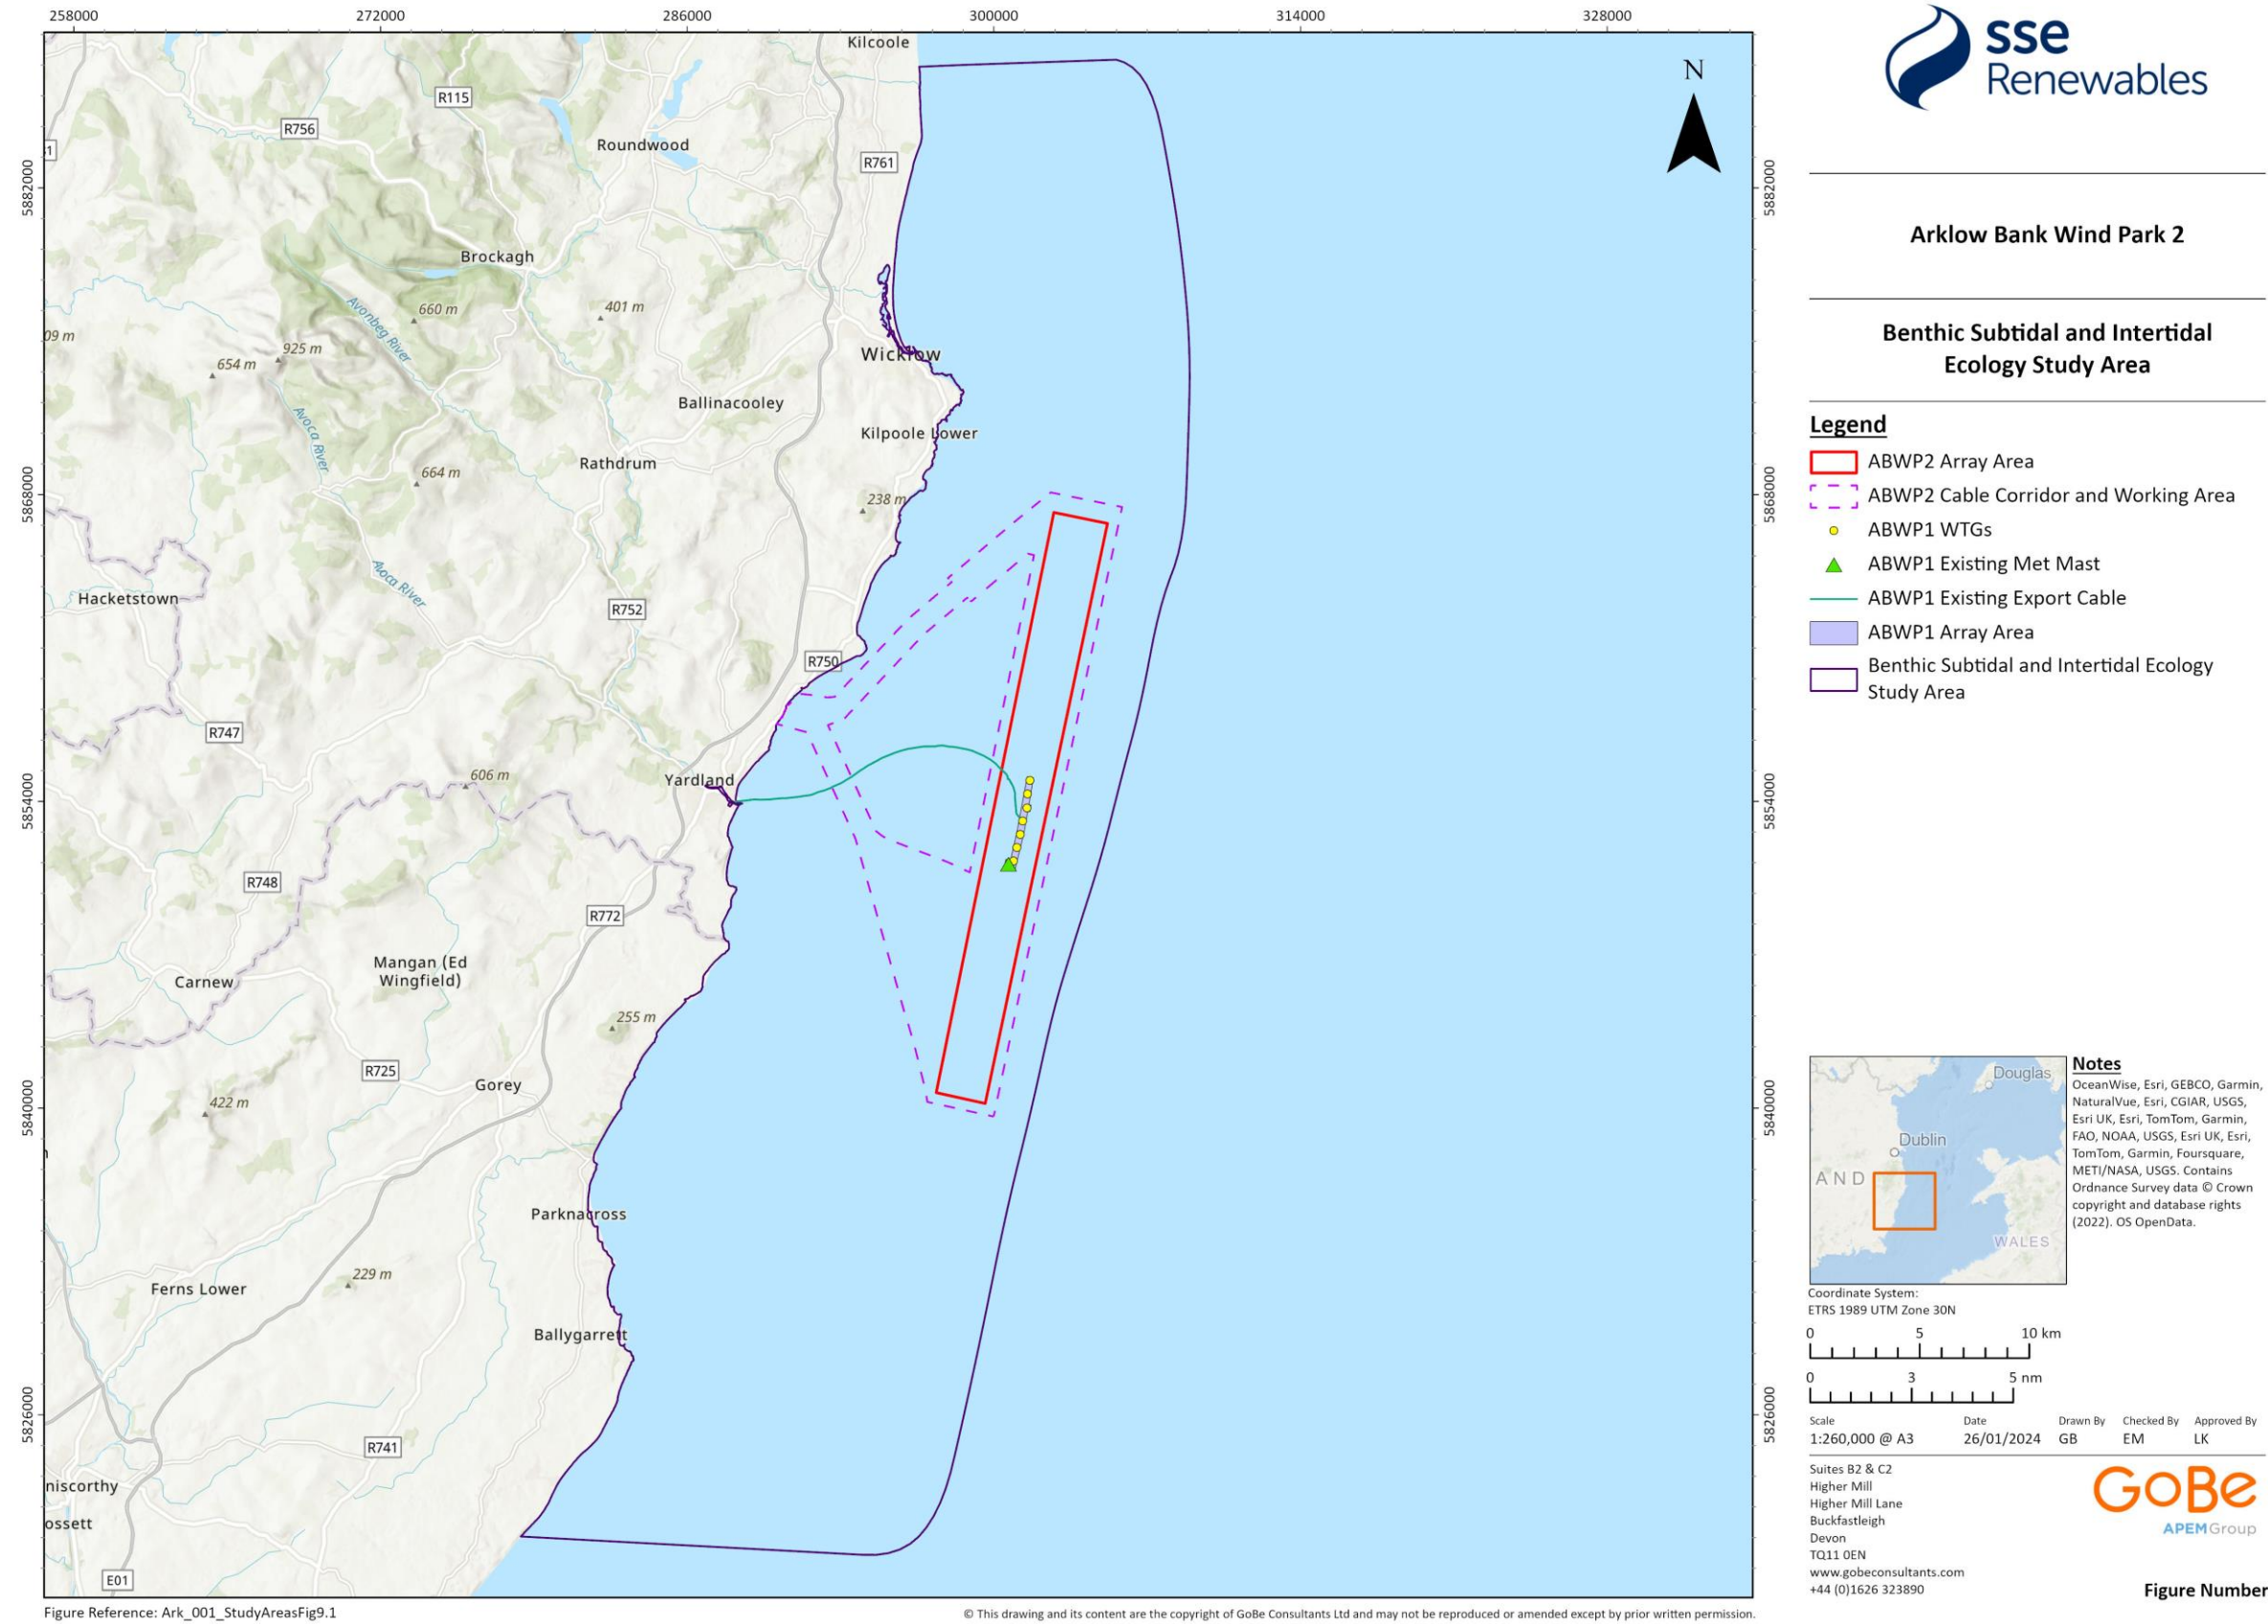 258000
272000
286000
300000
314000
328000
5882000
5868000
5854000
5840000
5826000
5882000
5868000
5854000
5840000
5826000
Kilcoole
R115
R756
Roundwood
R761
N
Brockagh
660 m
401 m
Avonbeg River
09 m
925 m
654 m
Wicklow
Avoca River
Ballinacooley
Kilpoole Lower
Rathdrum
664 m
238 m
Avoca River
Hacketstown
R752
R750
R747
606 m
Yardland
R748
R772
Mangan (Ed
Wingfield)
Carnew
255 m
R725
Gorey
422 m
Parknacross
229 m
Ferns Lower
Ballygarrett
R741
niscorthy
ossett
E01
Figure Reference: Ark_001_StudyAreasFig9.1
© This drawing and its content are the copyright of GoBe Consultants Ltd and may not be reproduced or amended except by prior written permission.
sse
Renewables
Arklow Bank Wind Park 2
Benthic Subtidal and Intertidal
Ecology Study Area
Legend
ABWP2 Array Area
ABWP2 Cable Corridor and Working Area
ABWP1 WTGs
ABWP1 Existing Met Mast
ABWP1 Existing Export Cable
ABWP1 Array Area
Benthic Subtidal and Intertidal Ecology
Study Area
Douglas
Dublin
AND
WALES
Notes
OceanWise, Esri, GEBCO, Garmin,
NaturalVue, Esri, CGIAR, USGS,
Esri UK, Esri, TomTom, Garmin,
FAO, NOAA, USGS, Esri UK, Esri,
TomTom, Garmin, Foursquare,
METI/NASA, USGS. Contains
Ordnance Survey data © Crown
copyright and database rights
(2022). OS OpenData.
Coordinate System:
ETRS 1989 UTM Zone 30N
0 5 10 km
0 3 5 nm
Scale Date Drawn By Checked By Approved By
1:260,000 @ A3 26/01/2024 GB EM LK
Suites B2 & C2
Higher Mill
Higher Mill Lane
Buckfastleigh
Devon
TQ11 0EN
www.gobeconsultants.com
+44 (0)1626 323890
GoBe
APEMGroup
Figure Number